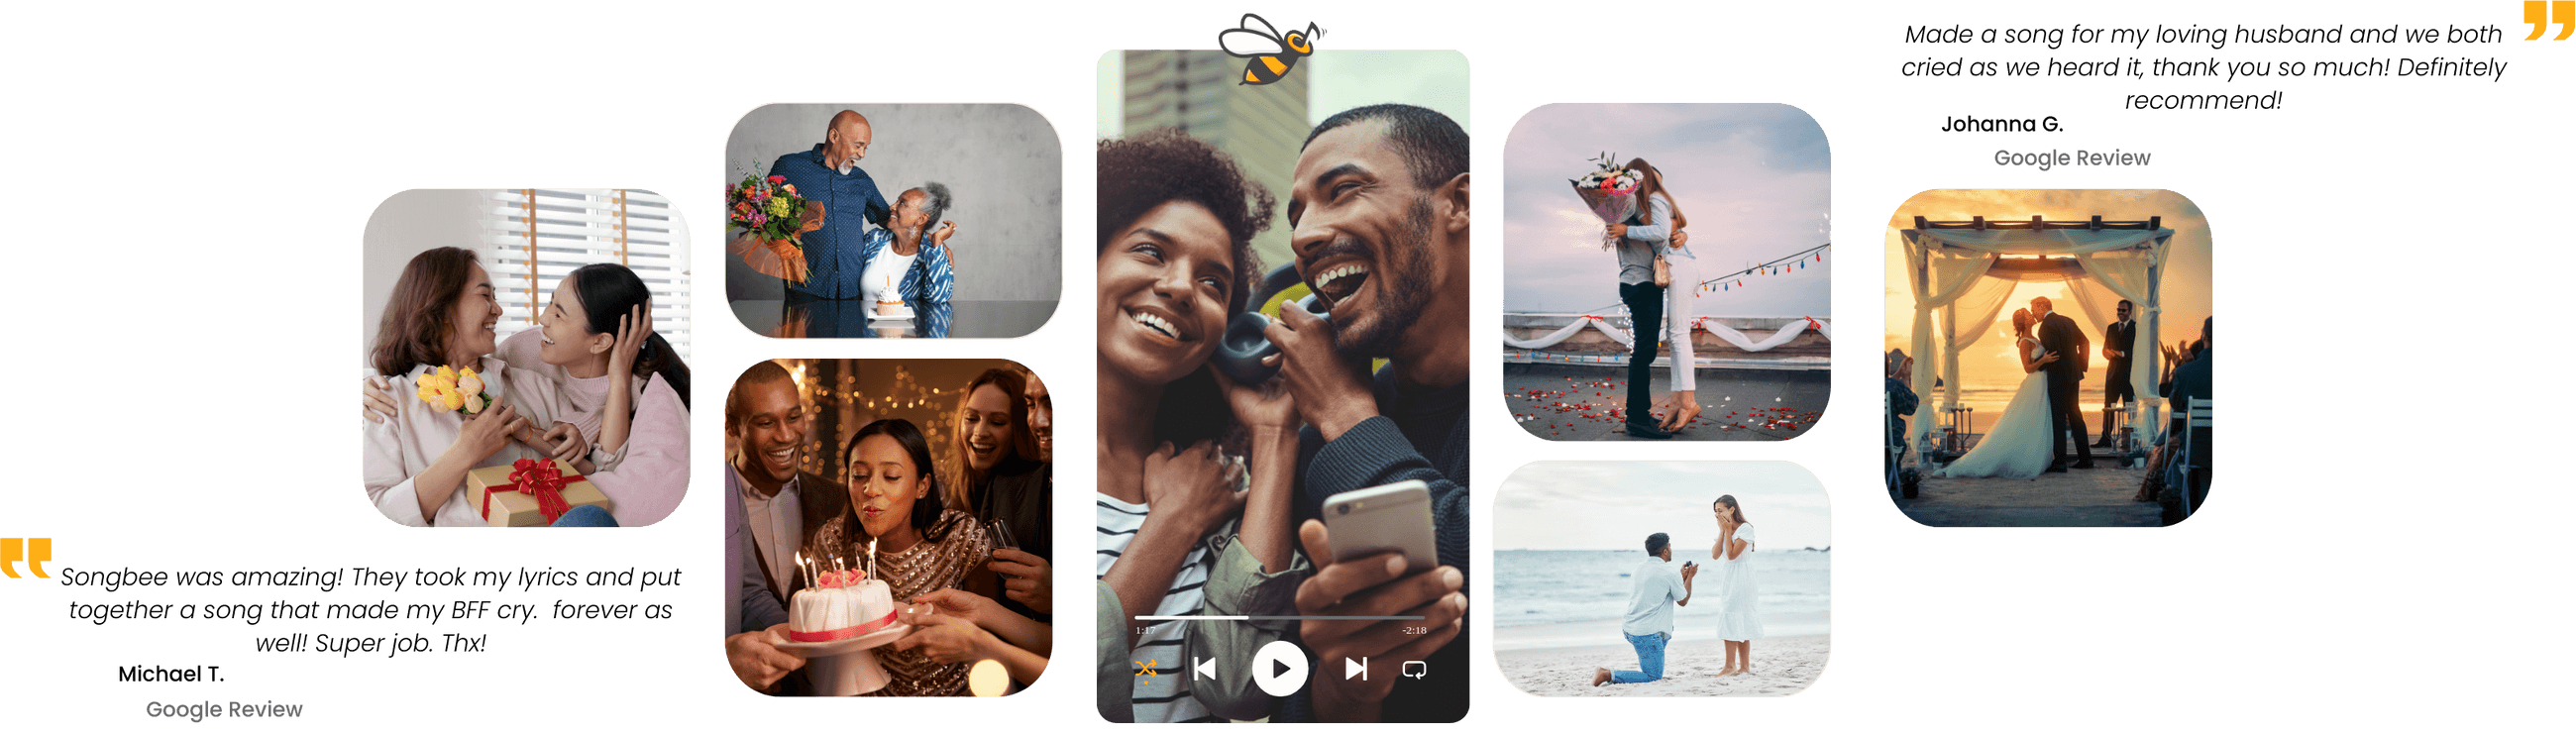 Made a song for my loving husband and we both
cried as we heard it, thank you so much! Definitely
recommend!
Johanna G.
Google Review
Songbee was amazing! They took my lyrics and put
together a song that made my BFF cry.  forever as
well! Super job. Thx!
Michael T.
Google Review
1:17
-2:18